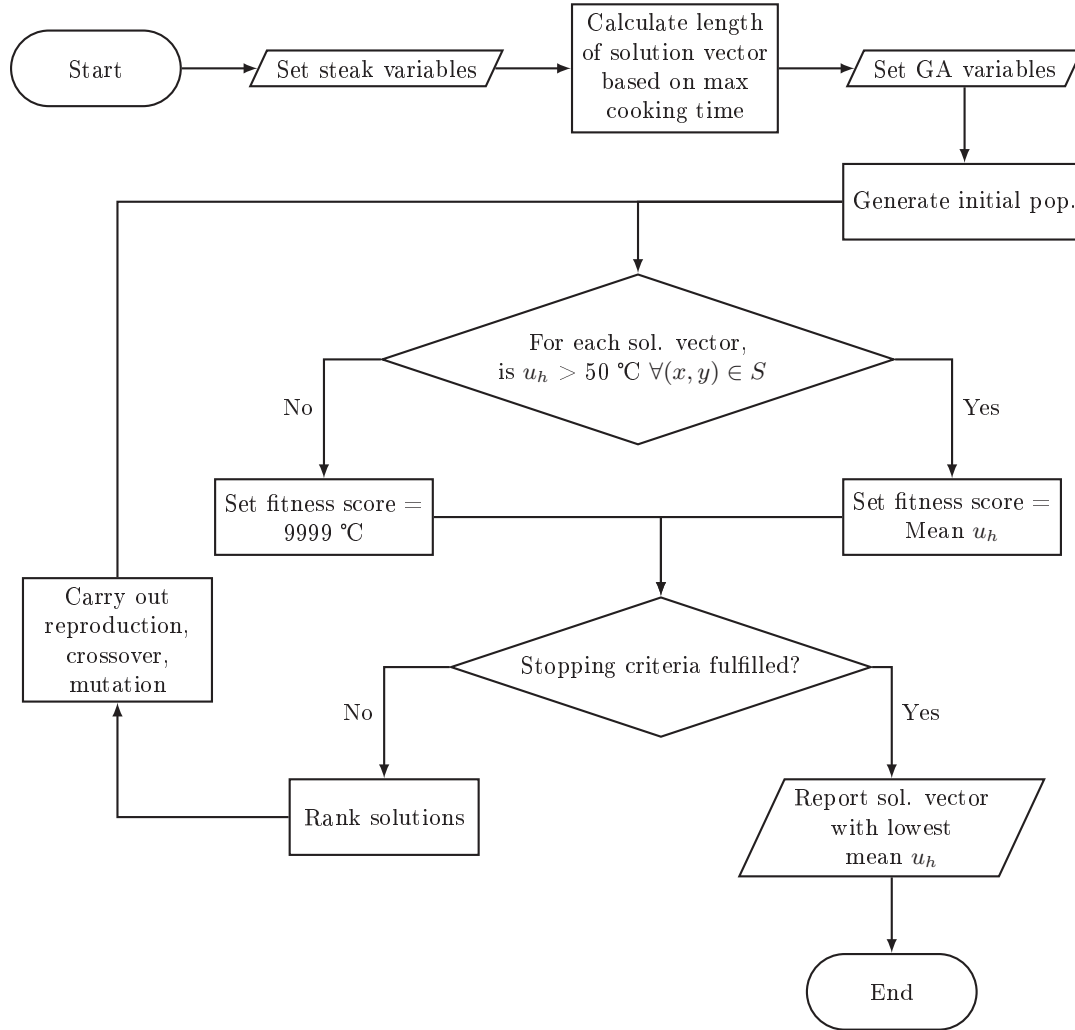 Start
Set steak variables
Calculate length
of solution vector
based on max
cooking time
Set GA variables
Generate initial pop.
For each sol. vector,
is u_h > 50 ℃ ∀(x, y) ∈ S
No
Yes
Set fitness score =
9999 ℃
Set fitness score =
Mean u_h
Carry out
reproduction,
crossover,
mutation
Stopping criteria fulfilled?
No
Yes
Rank solutions
Report sol. vector
with lowest
mean u_h
End